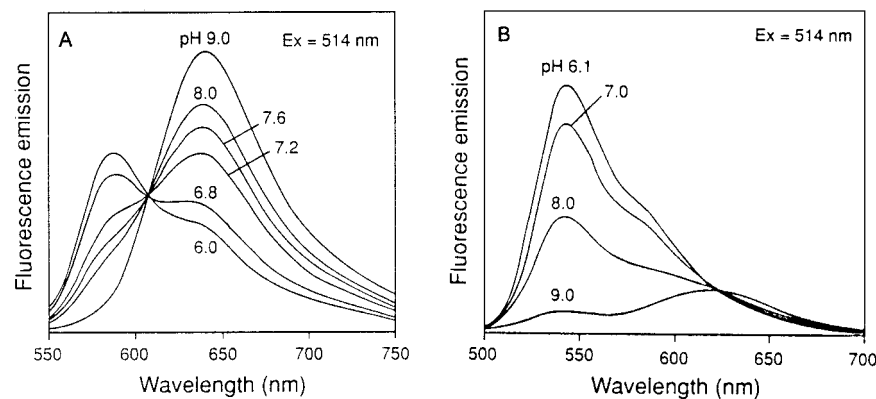 A
pH 9.0
Ex = 514 nm
8.0
7.6
7.2
6.8
6.0
Fluorescence emission
550
600
650
700
750
Wavelength (nm)
B
Ex = 514 nm
pH 6.1
7.0
8.0
9.0
Fluorescence emission
500
550
600
650
700
Wavelength (nm)